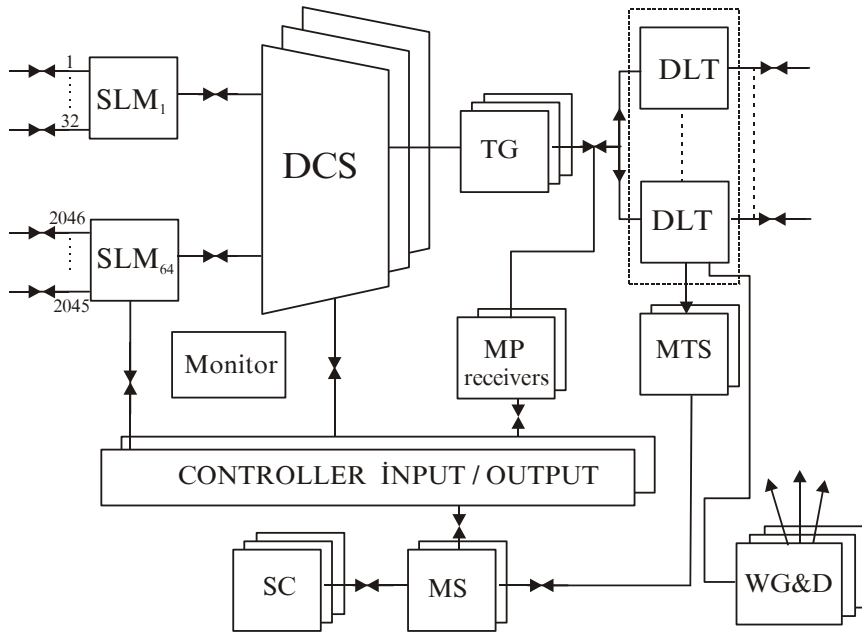 1
SLM1
32
2046
SLM64
2045
DCS
TG
DLT
DLT
Monitor
MP
receivers
MTS
CONTROLLER İNPUT / OUTPUT
SC
MS
WG&D